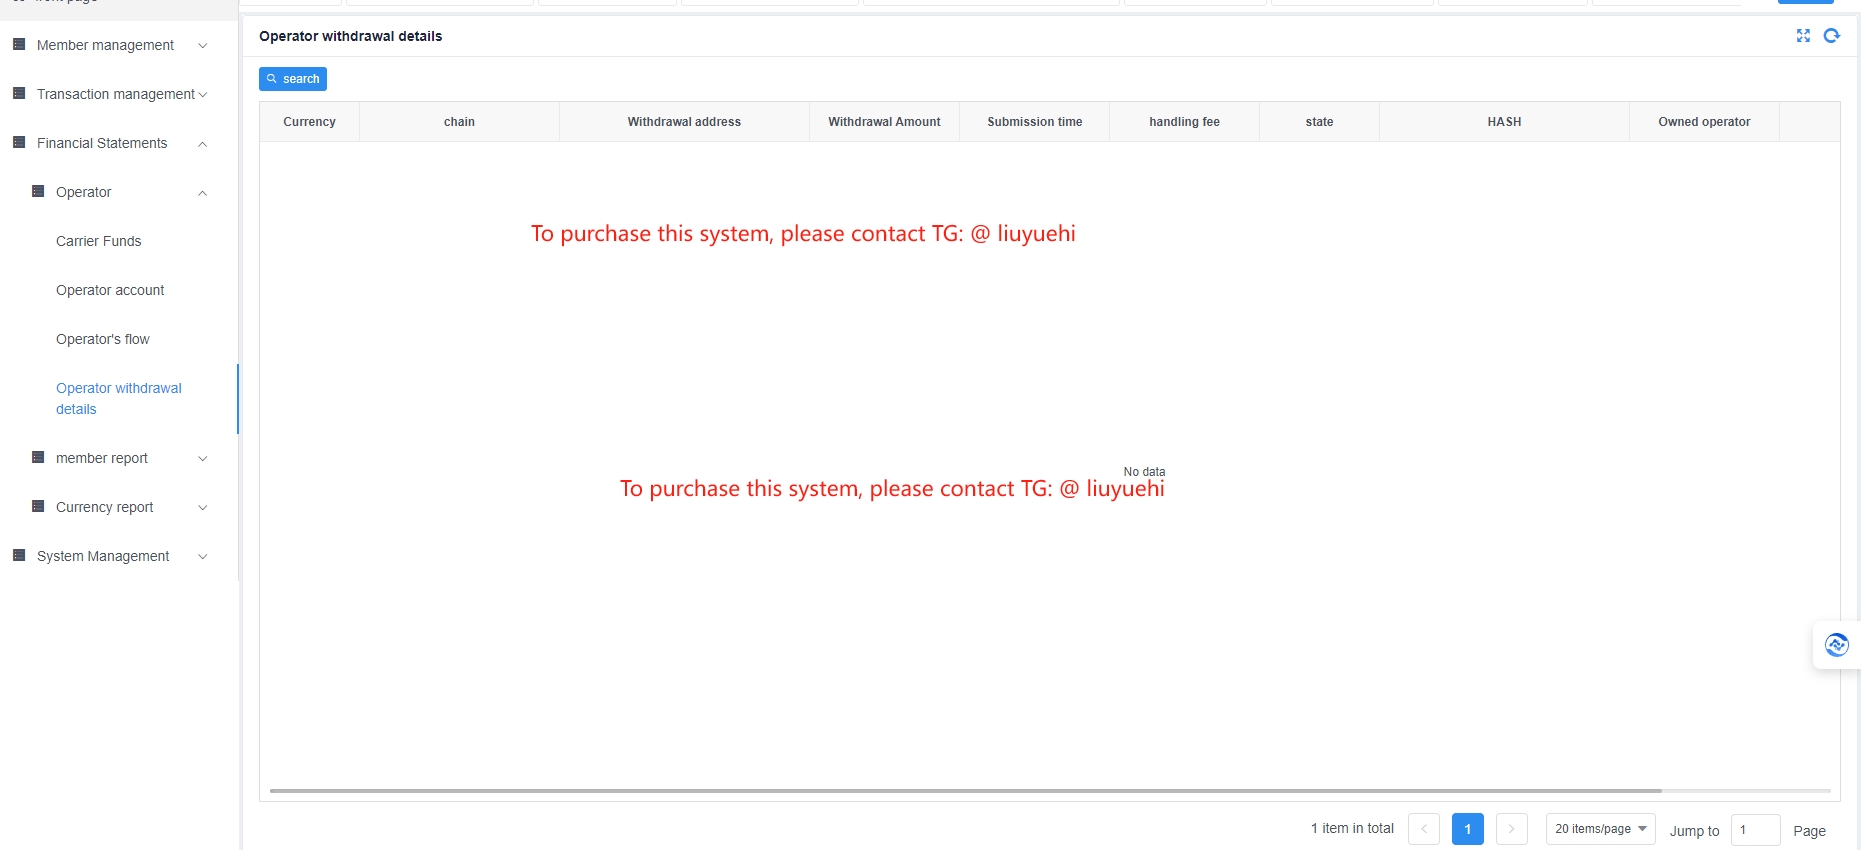 Member management
Transaction management
Financial Statements
Operator
Carrier Funds
Operator account
Operator's flow
Operator withdrawal
details
member report
Currency report
System Management
Operator withdrawal details
search
Currency chain Withdrawal address Withdrawal Amount Submission time handling fee state HASH Owned operator
To purchase this system, please contact TG: @ liuyuehi
No data
To purchase this system, please contact TG: @ liuyuehi
1 item in total 1 20 items/page Jump to 1 Page